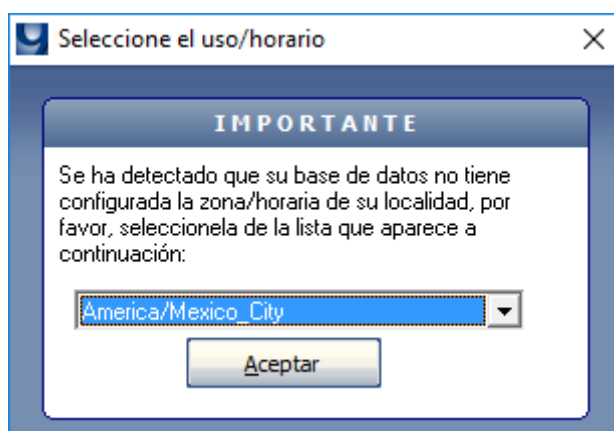 Seleccione el uso/horario
IMPORTANTE
Se ha detectado que su base de datos no tiene
configurada la zona/horaria de su localidad, por
favor, seleccionela de la lista que aparece a
continuación:
America/Mexico_City
Aceptar